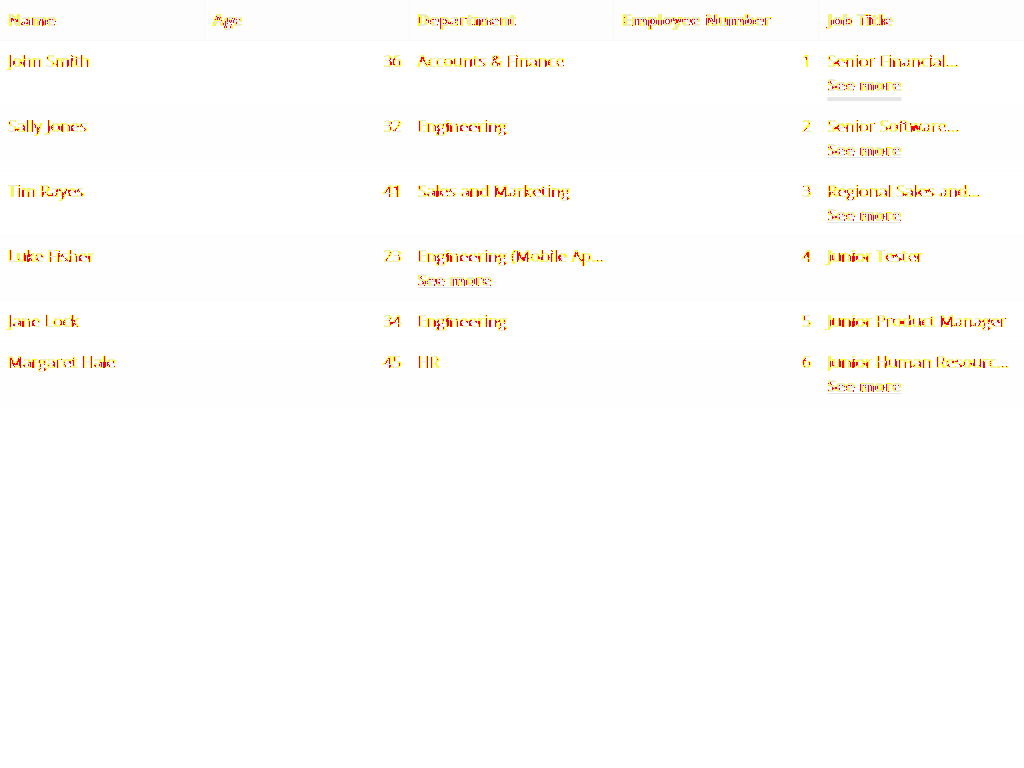 Name Age Department Employee Number Job Title
John Smith 36 Accounts & Finance 1 Senior Financial...
See more
Sally Jones 32 Engineering 2 Senior Software...
See more
Tim Rayes 41 Sales and Marketing 3 Regional Sales and...
See more
Luke Fisher 23 Engineering (Mobile Ap... 4 Junior Tester
See more
Jane Lock 34 Engineering 5 Junior Product Manager
Margaret Hale 45 HR 6 Junior Human Resourc...
See more